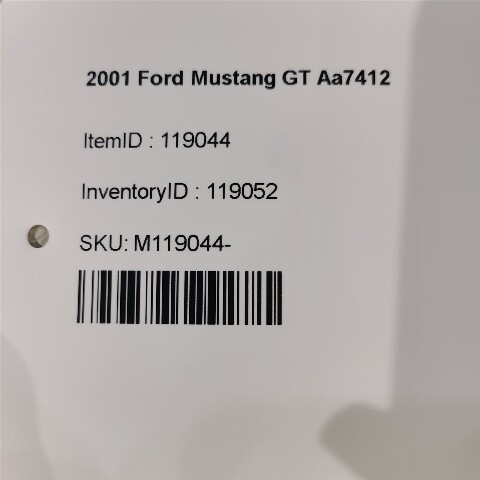 2001 Ford Mustang GT Aa7412
ItemID : 119044
InventoryID : 119052
SKU: M119044-